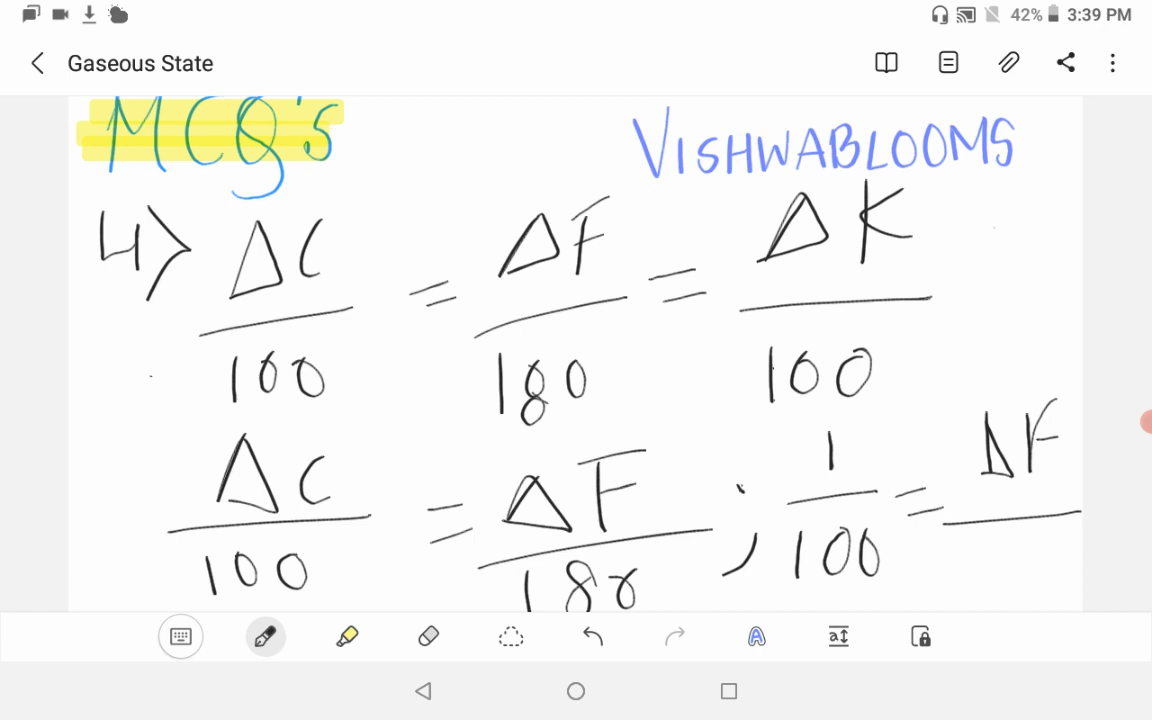 42% 3:39 PM
Gaseous State
MCQ's VISHWABLOOMS
4> ΔC = ΔF = ΔK
100 180 100
ΔC = ΔF ; 1 = ΔF
100 180 100
A aI